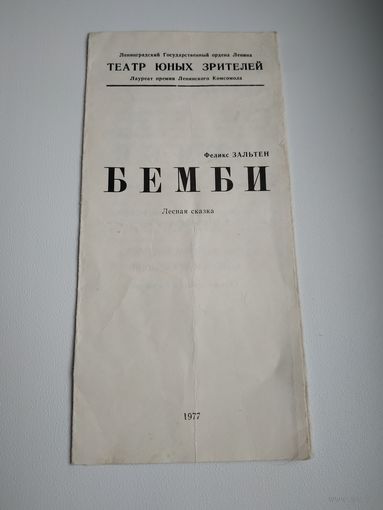 Ленинградский Государственный ордена Ленина
ТЕАТР ЮНЫХ ЗРИТЕЛЕЙ
Лауреат премии Ленинского Комсомола
Феликс ЗАЛЬТЕН
БЕМБИ
Лесная сказка
1977